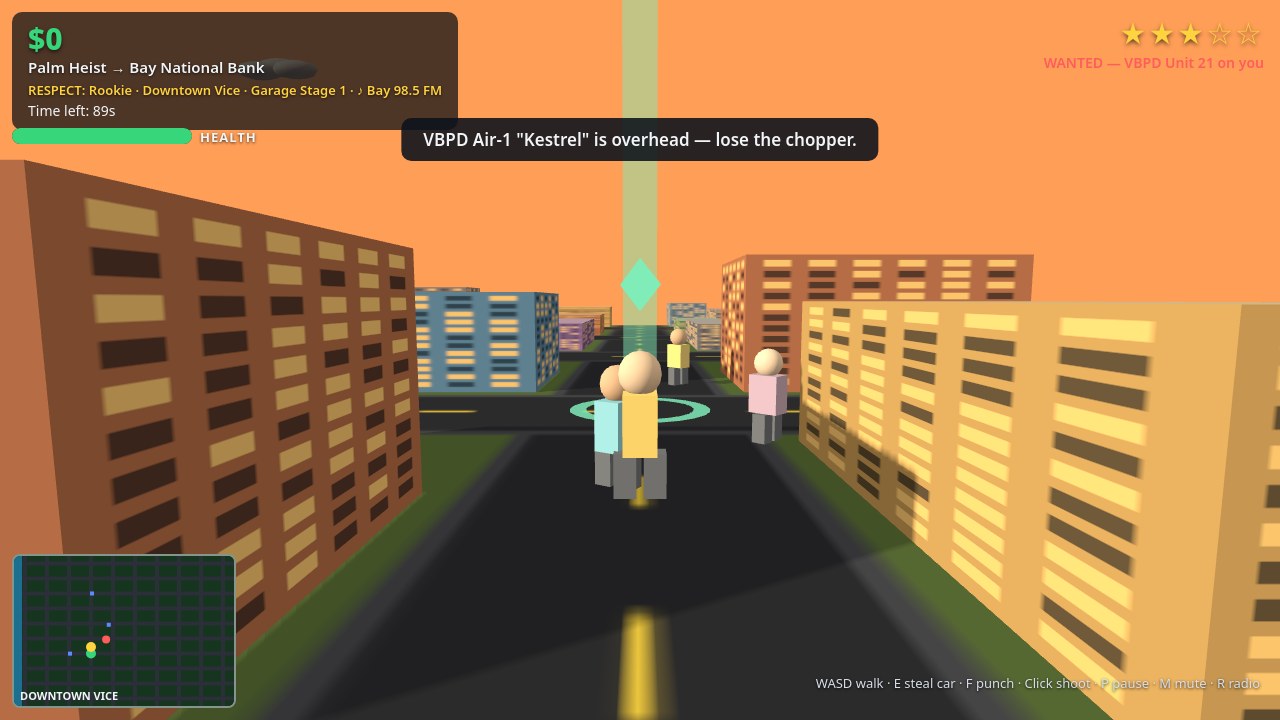 $0
Palm Heist → Bay National Bank
RESPECT: Rookie · Downtown Vice · Garage Stage 1 · ♪ Bay 98.5 FM
Time left: 89s
HEALTH
★★★☆☆
WANTED — VBPD Unit 21 on you
VBPD Air-1 "Kestrel" is overhead — lose the chopper.
DOWNTOWN VICE
WASD walk · E steal car · F punch · Click shoot · P pause · M mute · R radio